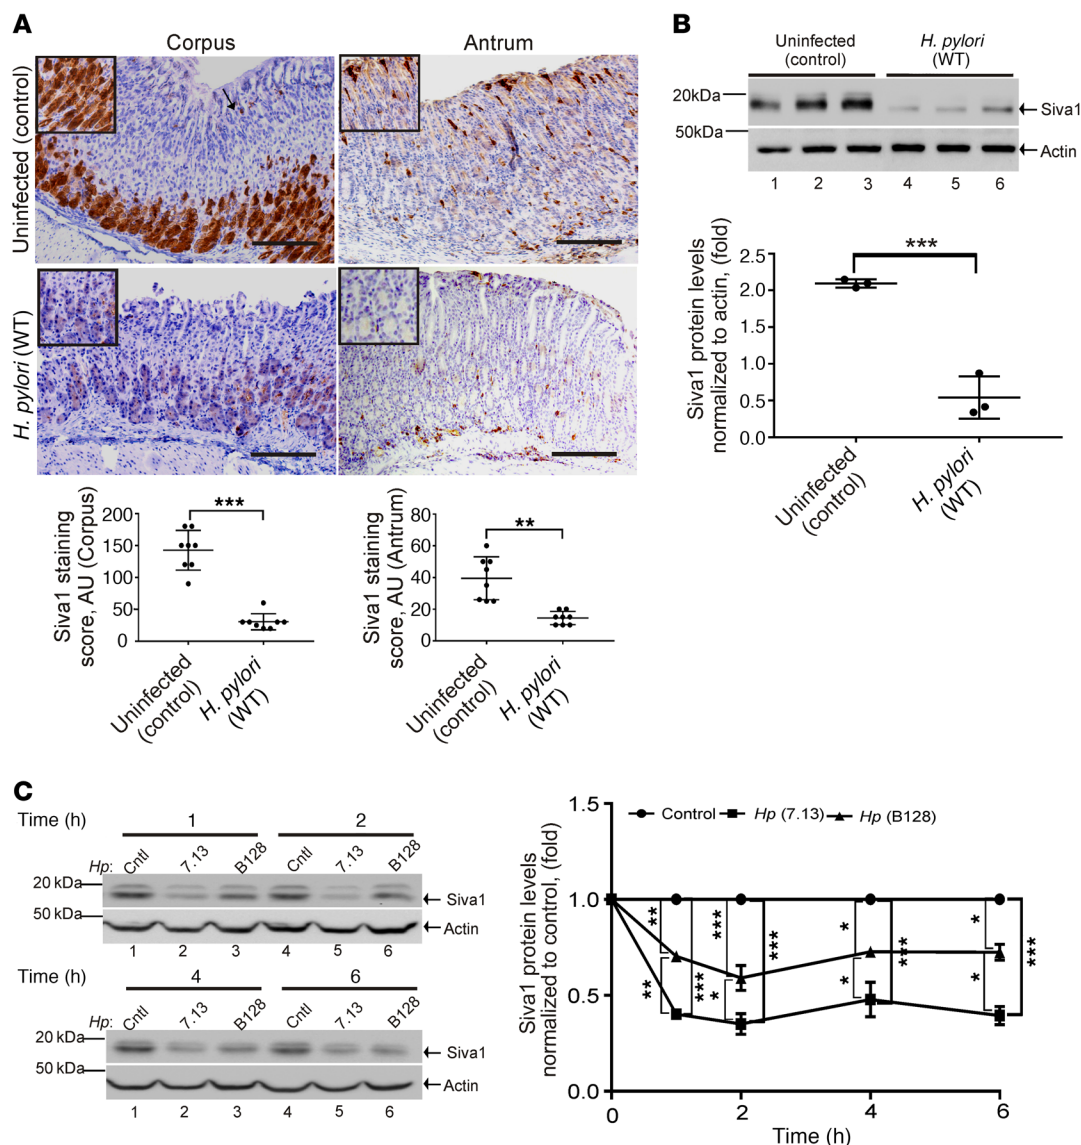 A
Corpus
Antrum
Uninfected (control)
H. pylori (WT)
Siva1 staining
score, AU (Corpus)
200
150
100
50
0
***
Uninfected
(control)
H. pylori
(WT)
Siva1 staining
score, AU (Antrum)
80
60
40
20
0
**
Uninfected
(control)
H. pylori
(WT)
B
Uninfected
(control)
H. pylori
(WT)
20kDa
Siva1
50kDa
Actin
1 2 3 4 5 6
Siva1 protein levels
normalized to actin, (fold)
2.5
2.0
1.5
1.0
0.5
0.0
***
Uninfected
(control)
H. pylori
(WT)
C
Time (h) 1 2
Hp: Cntl 7.13 B128 Cntl 7.13 B128
20 kDa
Siva1
50 kDa
Actin
1 2 3 4 5 6
Time (h) 4 6
Hp: Cntl 7.13 B128 Cntl 7.13 B128
20 kDa
Siva1
50 kDa
Actin
1 2 3 4 5 6
Siva1 protein levels
normalized to control, (fold)
1.5
1.0
0.5
0.0
Control Hp (7.13) Hp (B128)
** *** *** * *** * ***
** *** * * *
0 2 4 6
Time (h)